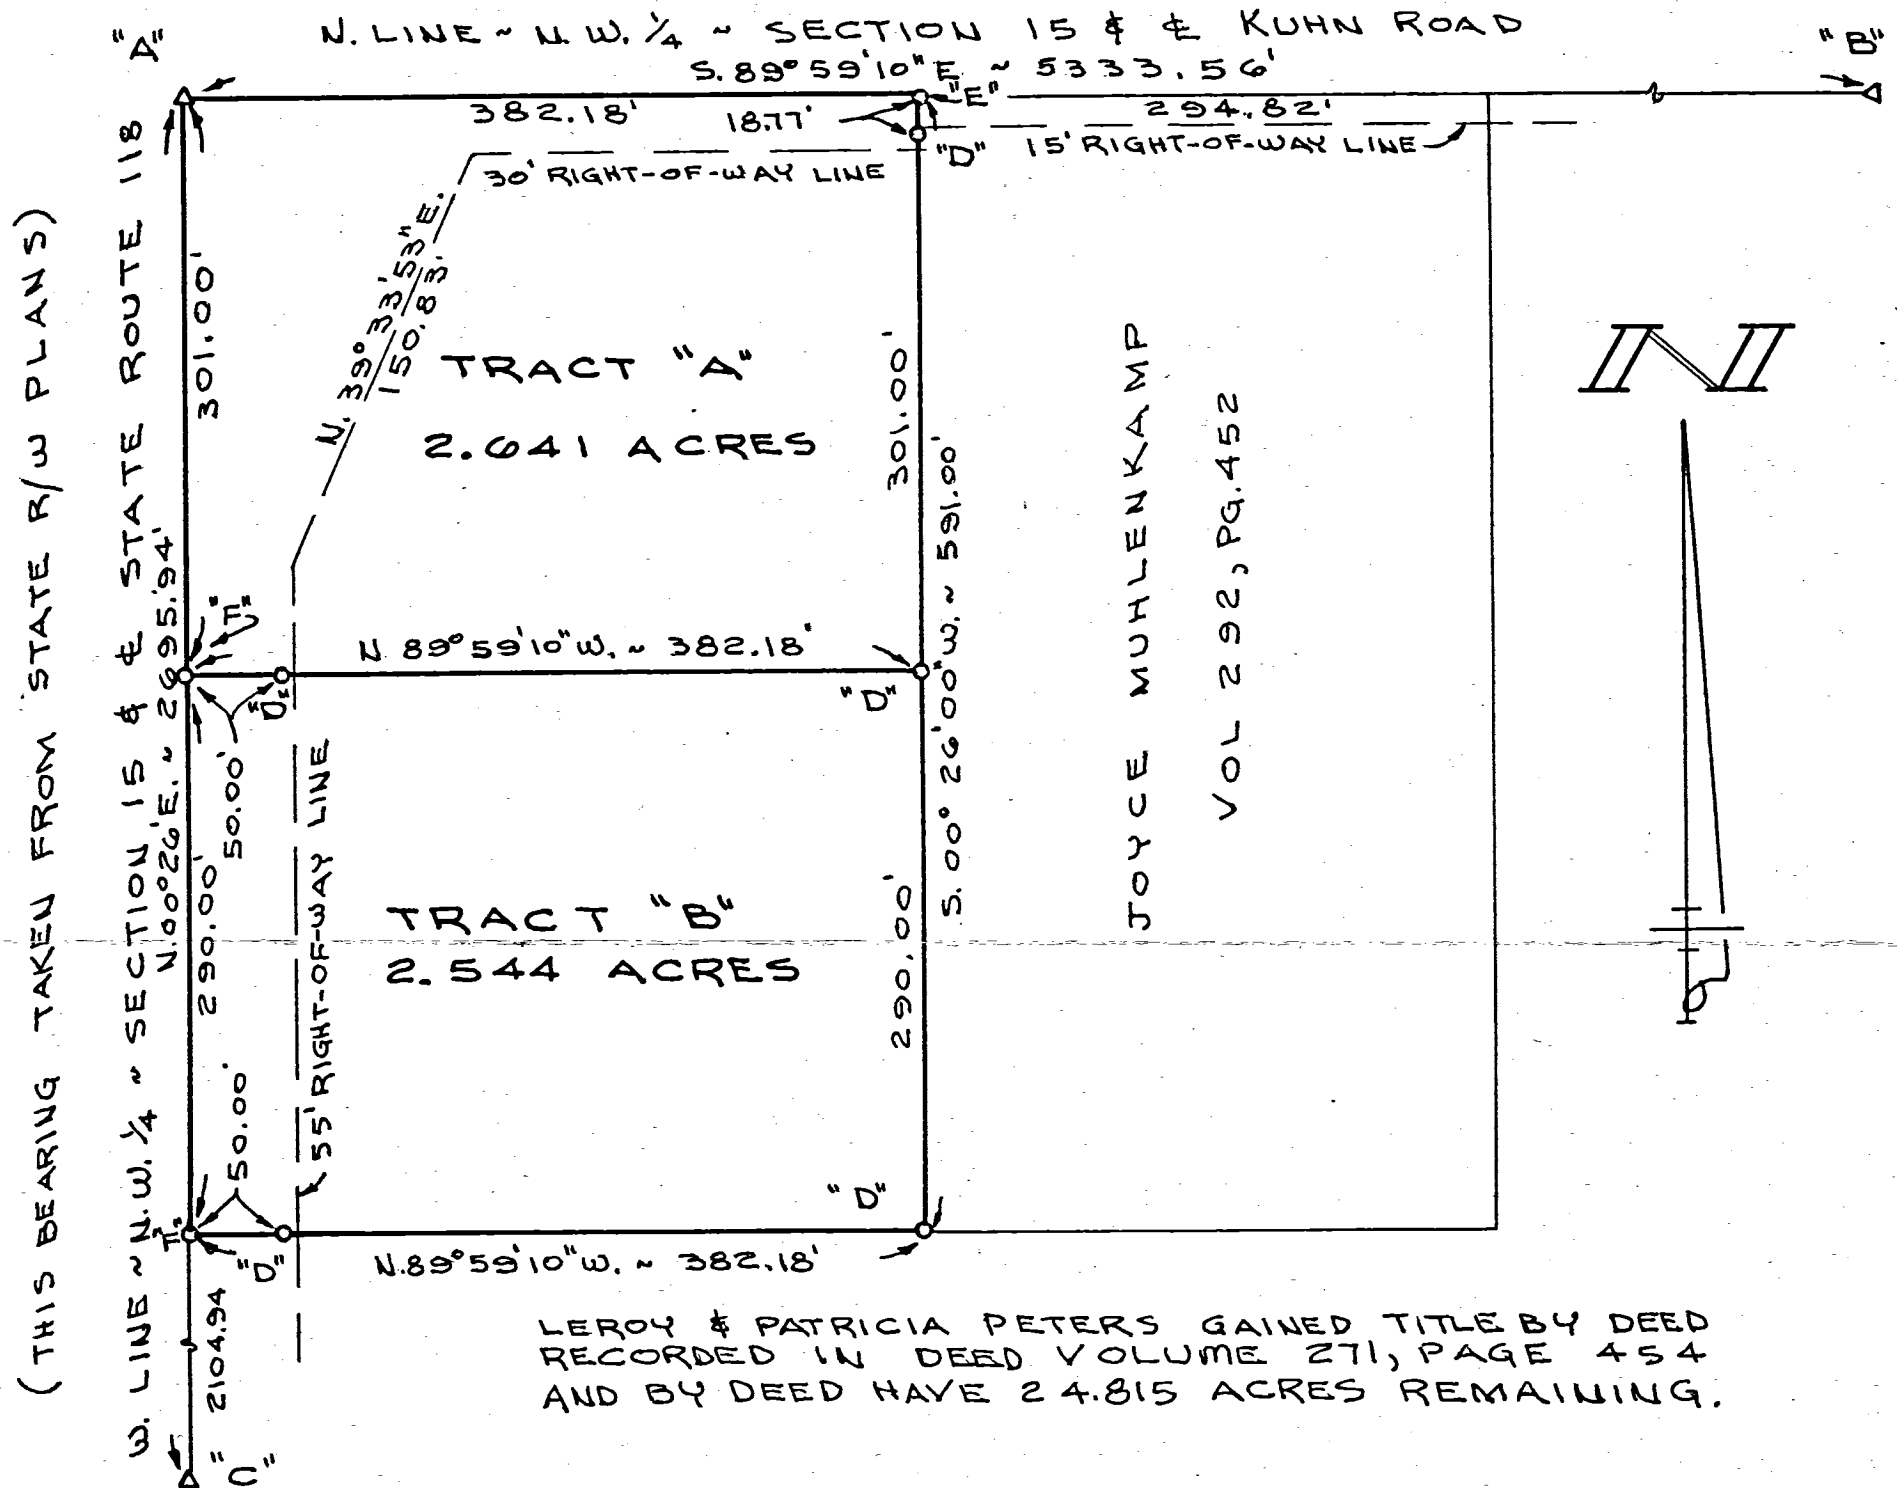 "A"
N. LINE ~ N.W. ¼ ~ SECTION 15 & ℄ KUHN ROAD
"B"
S. 89° 59' 10" E. ~ 5333.56'
382.18'
18.77'
"E"
294.82'
"D"
15' RIGHT-OF-WAY LINE
30' RIGHT-OF-WAY LINE
N. 39° 33' 53" E.
150.83'
301.00'
TRACT "A"
2.641 ACRES
301.00'
(THIS BEARING TAKEN FROM STATE R/W PLANS)
W. LINE ~ N.W. ¼ ~ SECTION 15 & ℄ STATE ROUTE 118
N. 00° 26' E. ~ 2695.94'
"F"
N 89° 59' 10" W. ~ 382.18'
"D"
"D"
50.00'
S. 00° 26' 00" W. ~ 591.00'
JOYCE MUHLENKAMP
VOL 292, PG. 452
N
290.00'
55' RIGHT-OF-WAY LINE
TRACT "B"
2.544 ACRES
290.00'
50.00'
"D"
"F"
"D"
N. 89° 59' 10" W. ~ 382.18'
2104.94
"C"
LEROY & PATRICIA PETERS GAINED TITLE BY DEED
RECORDED IN DEED VOLUME 271, PAGE 454
AND BY DEED HAVE 24.815 ACRES REMAINING.